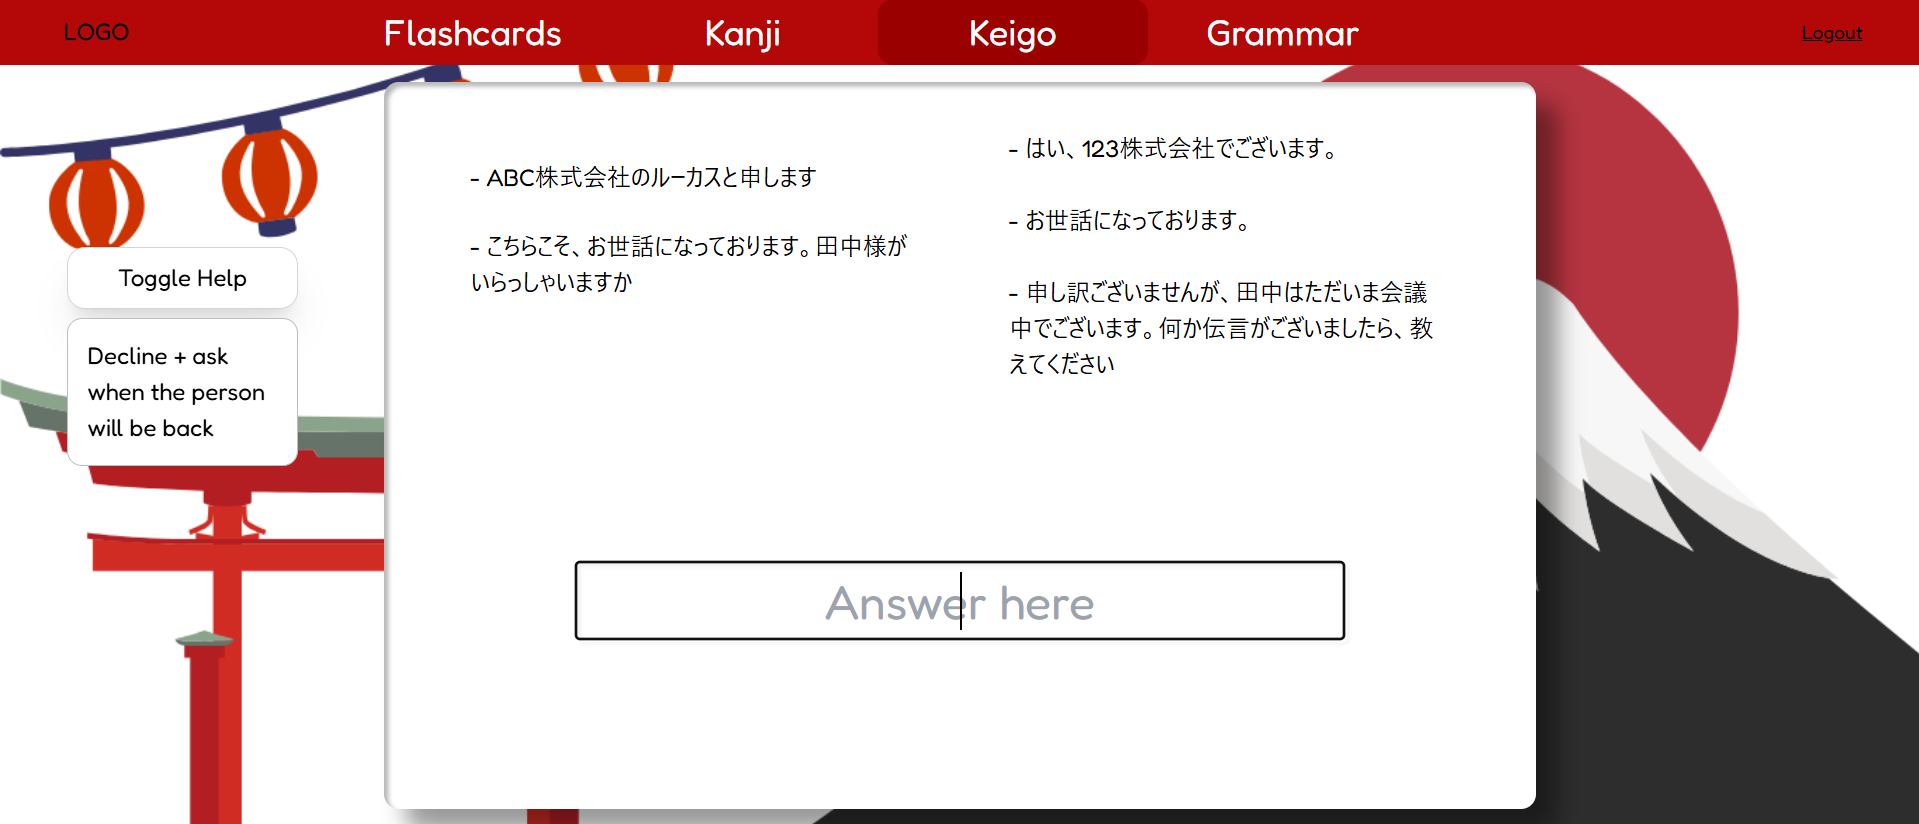 LOGO
Flashcards
Kanji
Keigo
Grammar
Logout
Toggle Help
Decline + ask
when the person
will be back
- はい、123株式会社でございます。
- ABC株式会社のルーカスと申します
- お世話になっております。
- こちらこそ、お世話になっております。田中様が
いらっしゃいますか
- 申し訳ございませんが、田中はただいま会議
中でございます。何か伝言がございましたら、教
えてください
Answer here